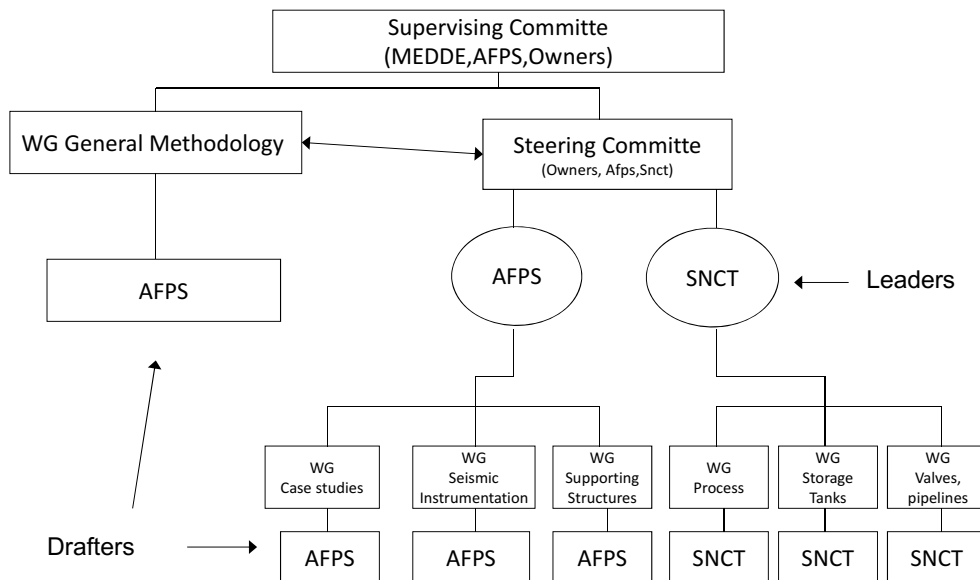 Supervising Committe
(MEDDE,AFPS,Owners)
WG General Methodology
Steering Committe
(Owners, Afps,Snct)
AFPS
AFPS
SNCT
Leaders
WG
Case studies
WG
Seismic
Instrumentation
WG
Supporting
Structures
WG
Process
WG
Storage
Tanks
WG
Valves,
pipelines
Drafters
AFPS
AFPS
AFPS
SNCT
SNCT
SNCT